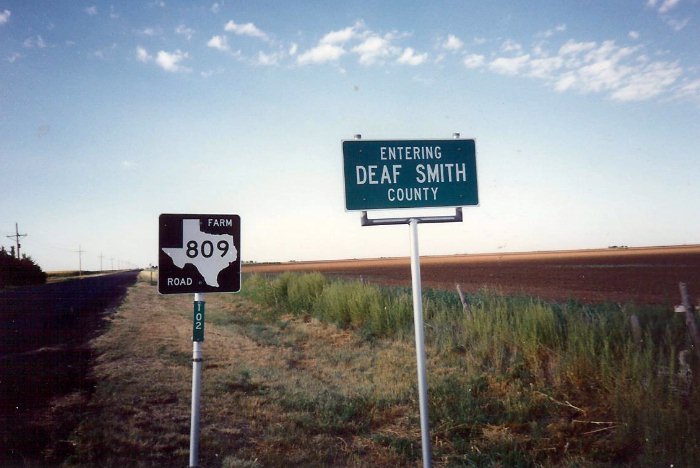 FARM
809
ROAD
102
ENTERING
DEAF SMITH
COUNTY